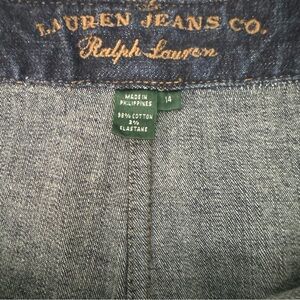 LAUREN JEANS CO.
Ralph Lauren
MADE IN
PHILIPPINES
14
98% COTTON
2%
ELASTANE